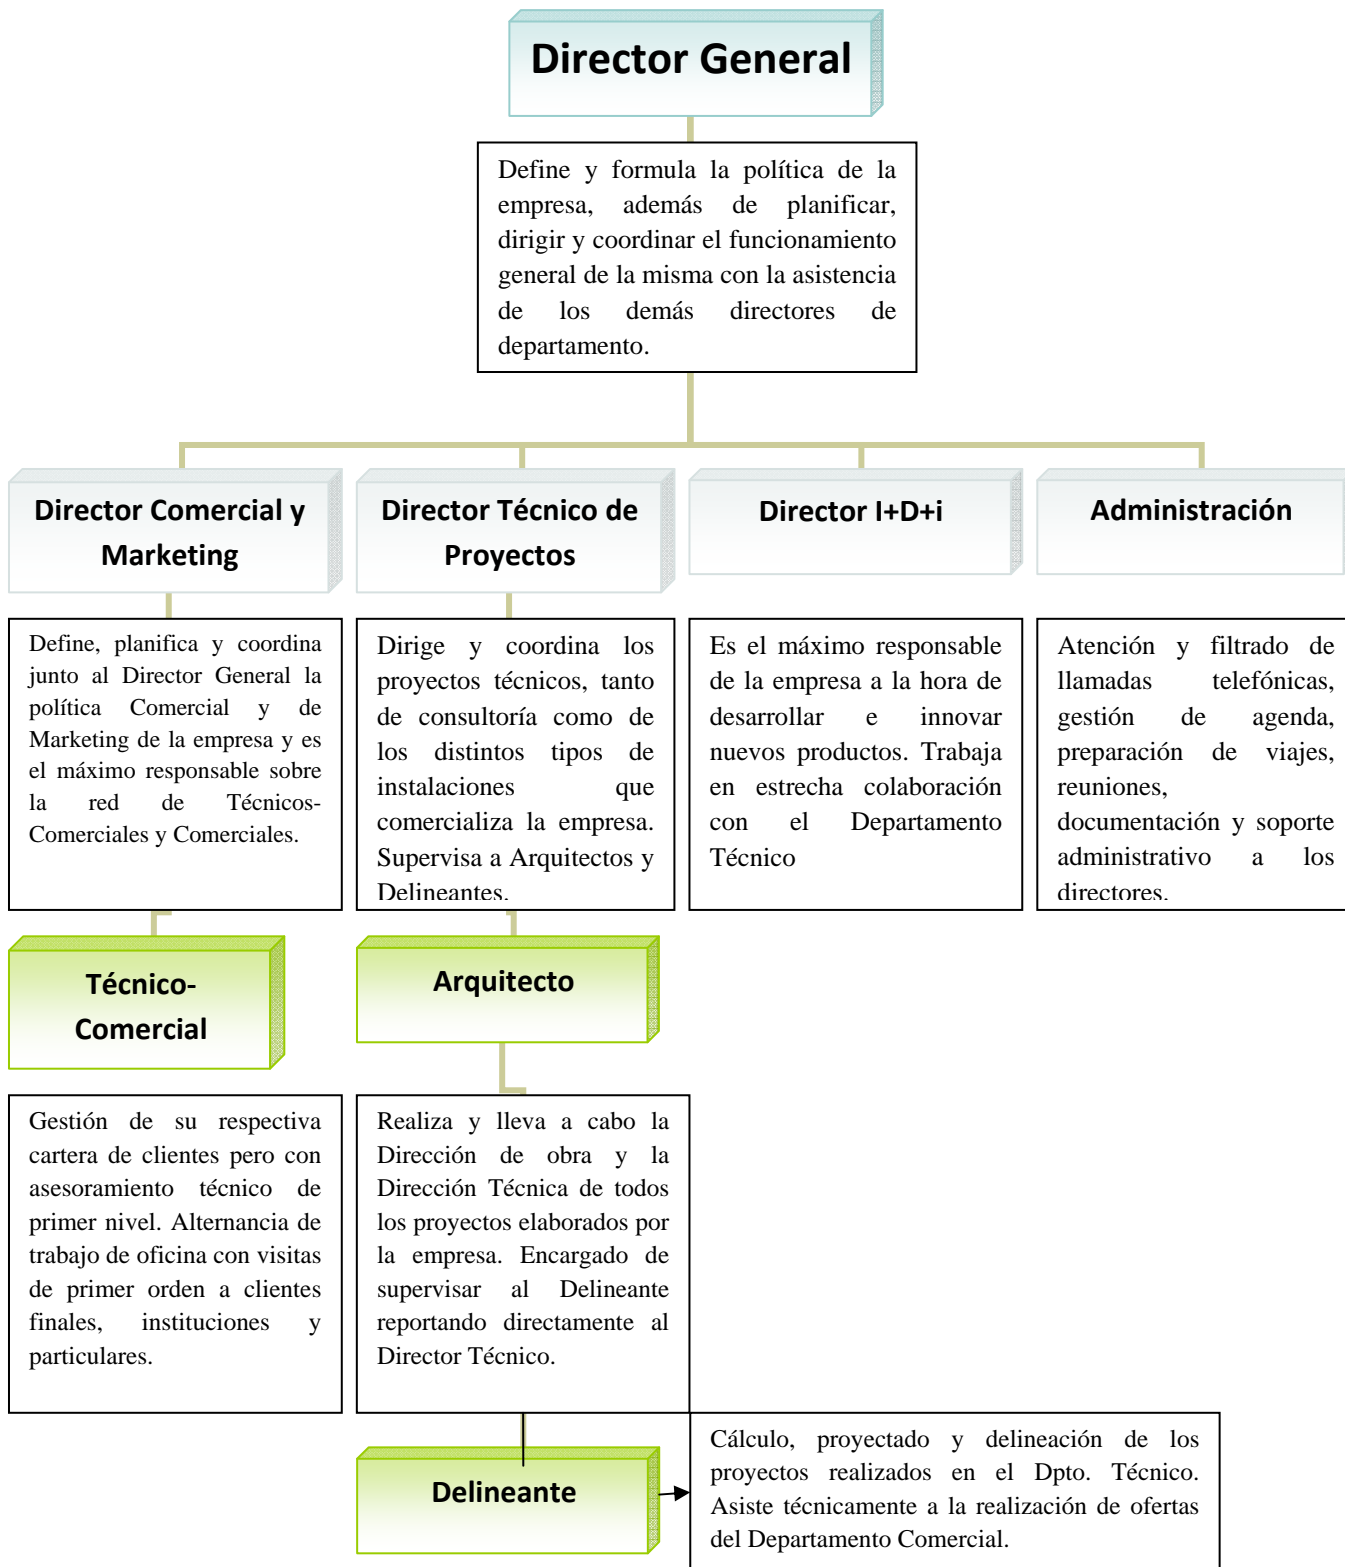 Director General
Define y formula la política de la
empresa, además de planificar,
dirigir y coordinar el funcionamiento
general de la misma con la asistencia
de los demás directores de
departamento.
Director Comercial y
Marketing
Director Técnico de
Proyectos
Director I+D+i
Administración
Define, planifica y coordina
junto al Director General la
política Comercial y de
Marketing de la empresa y es
el máximo responsable sobre
la red de Técnicos-
Comerciales y Comerciales.
Dirige y coordina los
proyectos técnicos, tanto
de consultoría como de
los distintos tipos de
instalaciones que
comercializa la empresa.
Supervisa a Arquitectos y
Delineantes.
Es el máximo responsable
de la empresa a la hora de
desarrollar e innovar
nuevos productos. Trabaja
en estrecha colaboración
con el Departamento
Técnico
Atención y filtrado de
llamadas telefónicas,
gestión de agenda,
preparación de viajes,
reuniones,
documentación y soporte
administrativo a los
directores.
Técnico-
Comercial
Arquitecto
Gestión de su respectiva
cartera de clientes pero con
asesoramiento técnico de
primer nivel. Alternancia de
trabajo de oficina con visitas
de primer orden a clientes
finales, instituciones y
particulares.
Realiza y lleva a cabo la
Dirección de obra y la
Dirección Técnica de todos
los proyectos elaborados por
la empresa. Encargado de
supervisar al Delineante
reportando directamente al
Director Técnico.
Delineante
Cálculo, proyectado y delineación de los
proyectos realizados en el Dpto. Técnico.
Asiste técnicamente a la realización de ofertas
del Departamento Comercial.